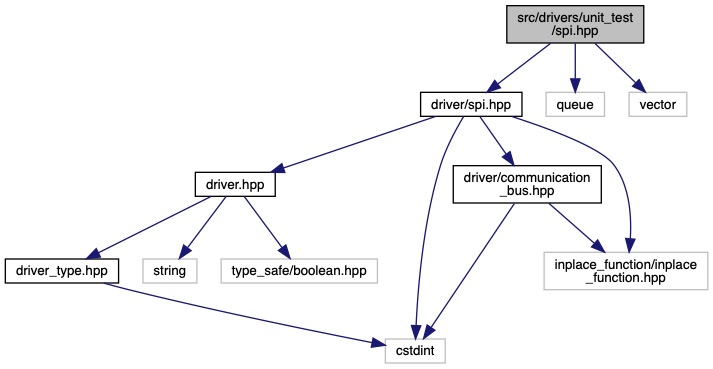 src/drivers/unit_test
/spi.hpp
driver/spi.hpp
queue
vector
driver.hpp
driver/communication
_bus.hpp
driver_type.hpp
string
type_safe/boolean.hpp
inplace_function/inplace
_function.hpp
cstdint